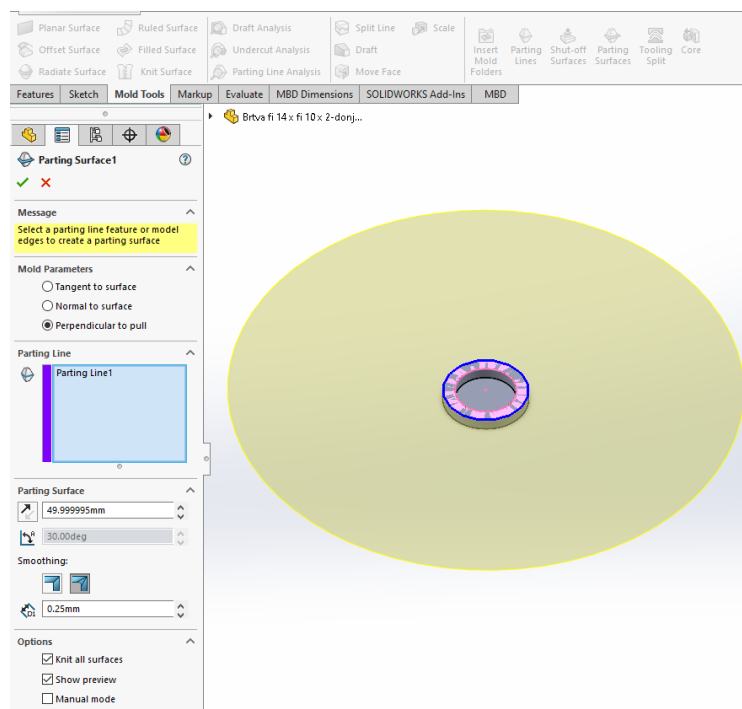 Planar Surface Ruled Surface Draft Analysis Split Line Scale
Offset Surface Filled Surface Undercut Analysis Draft
Radiate Surface Knit Surface Parting Line Analysis Move Face
Insert Mold Folders Parting Lines Shut-off Surfaces Parting Surfaces Tooling Split Core
Features Sketch Mold Tools Markup Evaluate MBD Dimensions SOLIDWORKS Add-Ins MBD
Brtva fi 14 x fi 10 x 2-donj...
Parting Surface1
Message
Select a parting line feature or model
edges to create a parting surface
Mold Parameters
Tangent to surface
Normal to surface
Perpendicular to pull
Parting Line
Parting Line1
Parting Surface
49.999995mm
30.00deg
Smoothing:
0.25mm
Options
Knit all surfaces
Show preview
Manual mode